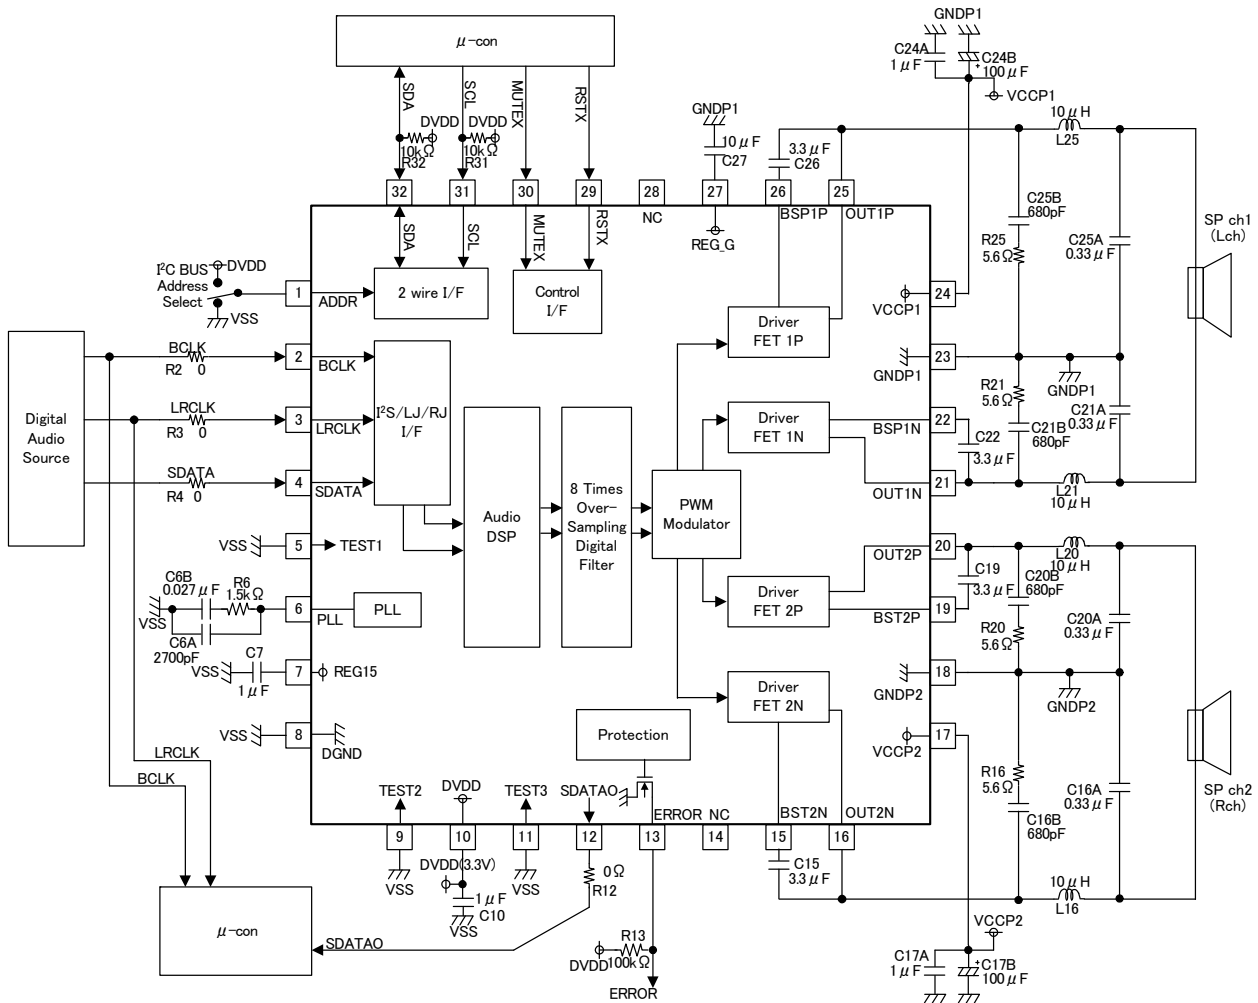 GNDP1
μ-con
C24A
1μF
C24B
+
100μF
VCCP1
SDA
SCL
MUTEX
RSTX
DVDD
10kΩ
R32
DVDD
10kΩ
R31
GNDP1
10μF
C27
3.3μF
C26
10μH
L25
32
31
30
29
28
27
26
25
NC
REG_G
BSP1P
OUT1P
SDA
SCL
MUTEX
RSTX
C25B
680pF
R25
5.6Ω
C25A
0.33μF
SP ch1
(Lch)
I²C BUS
Address
Select
DVDD
VSS
1
ADDR
2 wire I/F
Control
I/F
24
VCCP1
Driver
FET 1P
Digital
Audio
Source
BCLK
R2 0
2
BCLK
23
GNDP1
GNDP1
R21
5.6Ω
LRCLK
R3 0
3
LRCLK
I²S/LJ/RJ
I/F
Driver
FET 1N
BSP1N
22
C22
3.3μF
C21B
680pF
C21A
0.33μF
SDATA
R4 0
4
SDATA
OUT1N
21
L21
10μH
Audio
DSP
8 Times
Over-
Sampling
Digital
Filter
PWM
Modulator
VSS
5
TEST1
OUT2P
20
L20
10μH
C19
3.3μF
C20B
680pF
C6B
0.027μF
R6
1.5kΩ
VSS
6
PLL
PLL
C6A
2700pF
Driver
FET 2P
19
BST2P
R20
5.6Ω
C20A
0.33μF
VSS
C7
1μF
7
REG15
18
GNDP2
GNDP2
Driver
FET 2N
VSS
8
DGND
Protection
17
VCCP2
SP ch2
(Rch)
LRCLK
BCLK
R16
5.6Ω
C16B
680pF
C16A
0.33μF
TEST2
DVDD
TEST3
SDATAO
ERROR
NC
BST2N
OUT2N
9
10
11
12
13
14
15
16
VSS
DVDD(3.3V)
1μF
C10
VSS
VSS
0Ω
R12
C15
3.3μF
10μH
L16
μ-con
SDATAO
R13
100kΩ
DVDD
ERROR
VCCP2
C17A
1μF
+
C17B
100μF